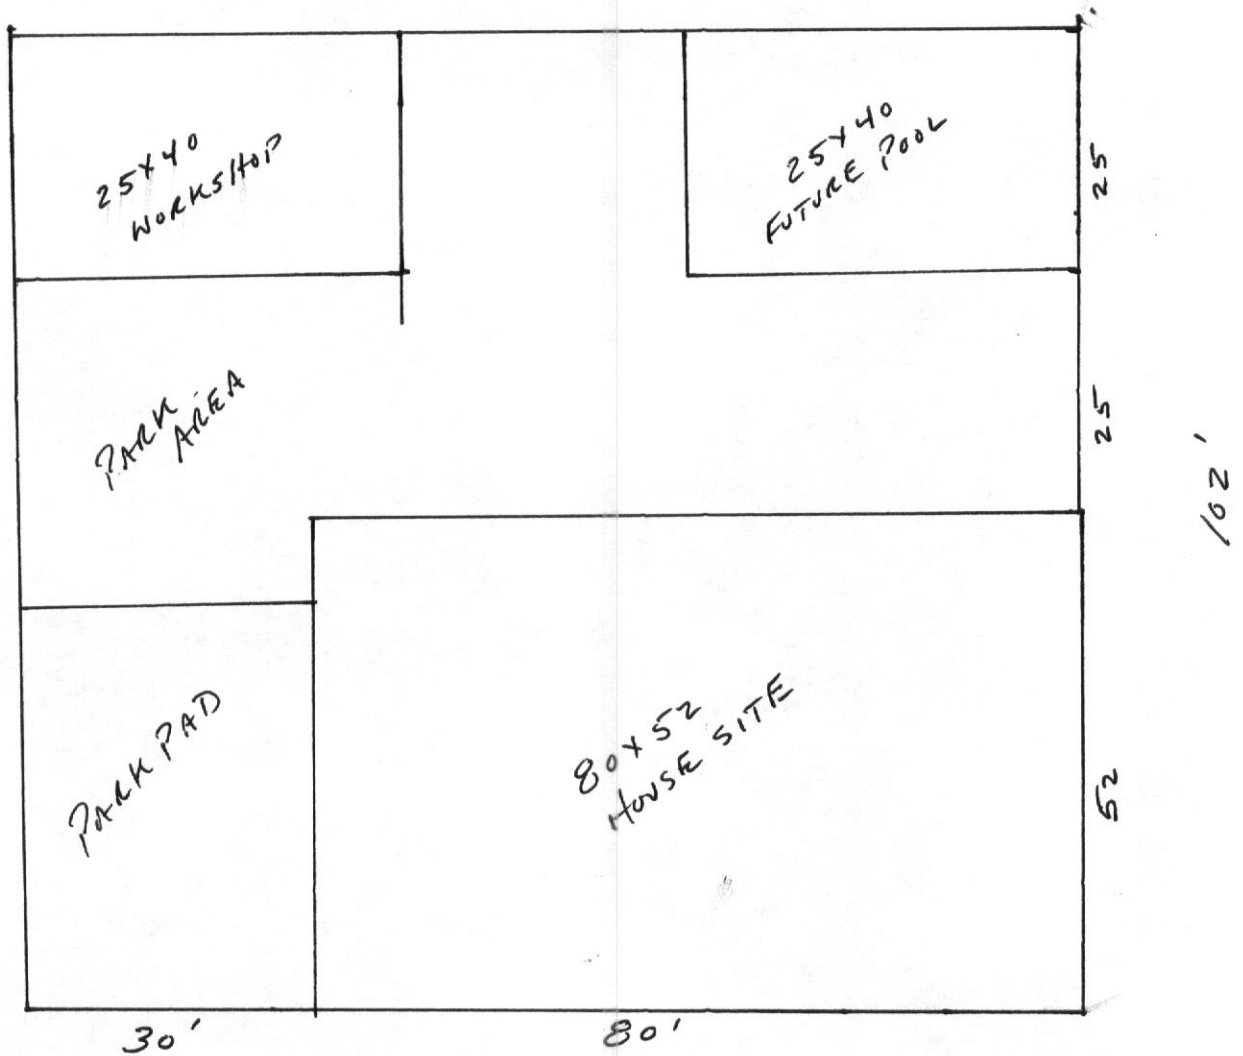 25x40
WORKSHOP
25x40
FUTURE POOL
25
PARK
AREA
25
102'
PARK PAD
80x52
HOUSE SITE
52
30'
80'